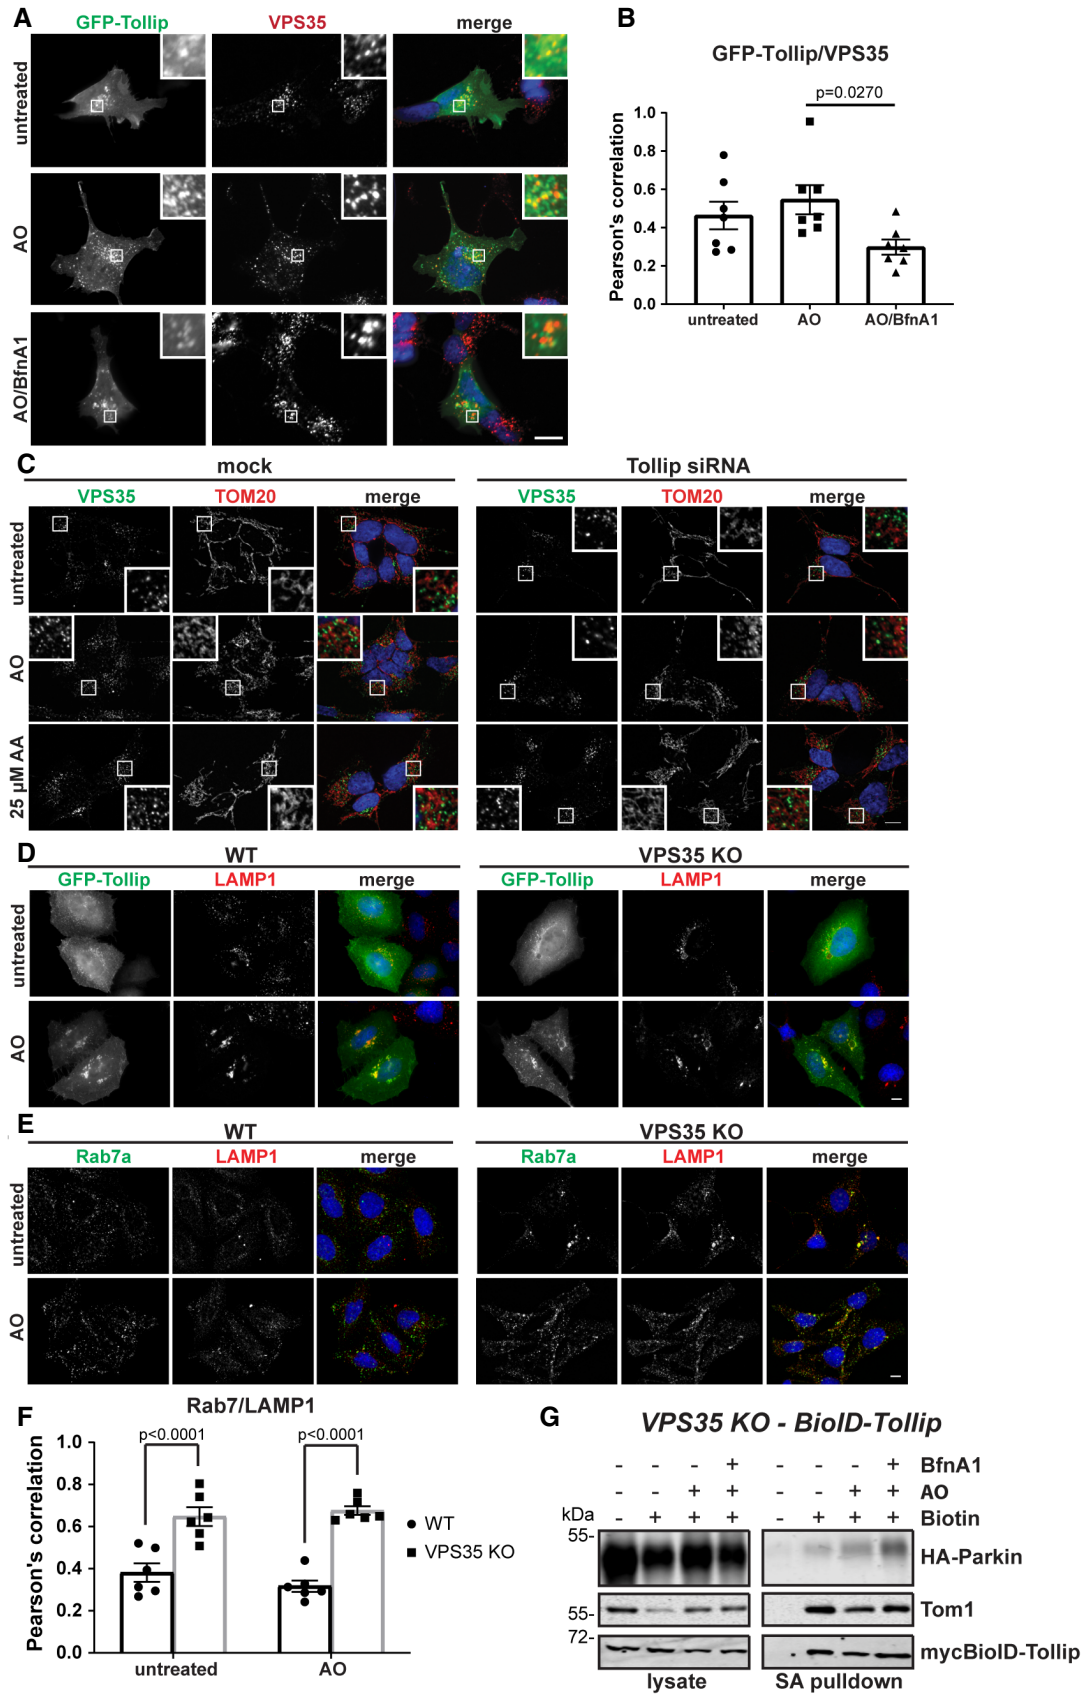 A
GFP-Tollip
VPS35
merge
untreated
AO
AO/BfnA1
B
GFP-Tollip/VPS35
p=0.0270
Pearson's correlation
1.0
0.8
0.6
0.4
0.2
0.0
untreated
AO
AO/BfnA1
C
mock
Tollip siRNA
VPS35
TOM20
merge
VPS35
TOM20
merge
untreated
AO
25 µM AA
D
WT
VPS35 KO
GFP-Tollip
LAMP1
merge
GFP-Tollip
LAMP1
merge
untreated
AO
E
WT
VPS35 KO
Rab7a
LAMP1
merge
Rab7a
LAMP1
merge
untreated
AO
F
Rab7/LAMP1
p<0.0001
p<0.0001
Pearson's correlation
1.0
0.8
0.6
0.4
0.2
0.0
untreated
AO
WT
VPS35 KO
G
VPS35 KO - BioID-Tollip
- - - + - - - + BfnA1
- - + + - - + + AO
- + + + - + + + Biotin
kDa
55-
HA-Parkin
55-
Tom1
72-
mycBioID-Tollip
lysate
SA pulldown